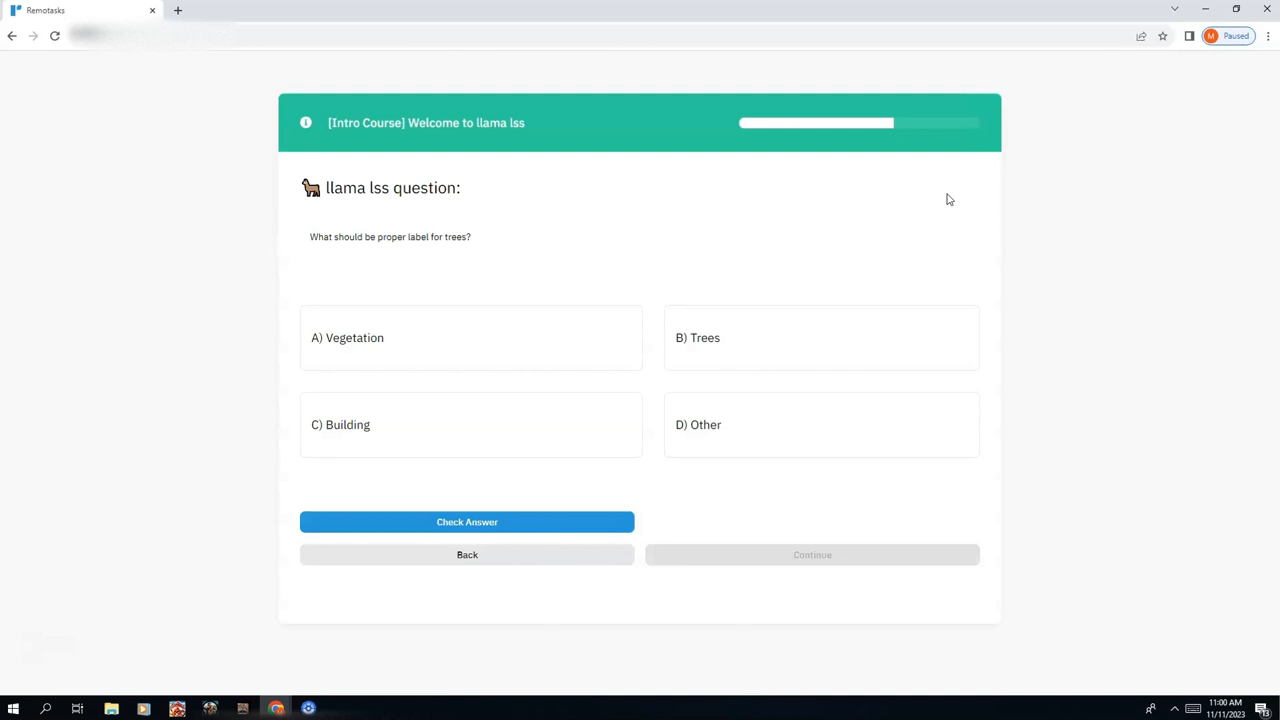 Remotasks
Paused
[Intro Course] Welcome to llama lss
llama lss question:
What should be proper label for trees?
A) Vegetation
B) Trees
C) Building
D) Other
Check Answer
Back
Continue
11:00 AM
11/11/2023
13